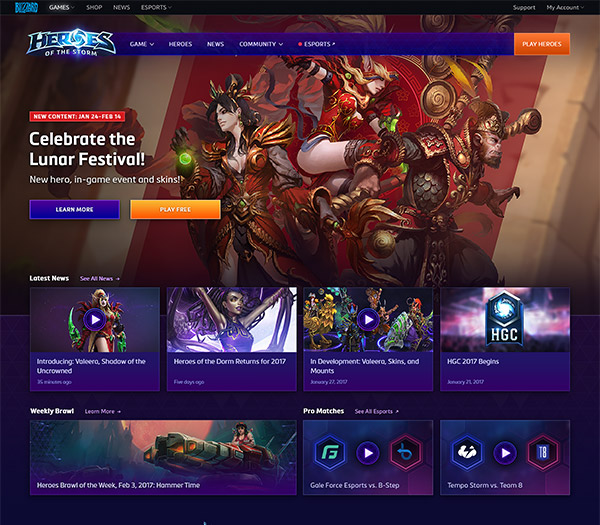 BLIZZARD GAMES SHOP NEWS ESPORTS Support My Account
HEROES
OF THE STORM
GAME HEROES NEWS COMMUNITY ESPORTS PLAY HEROES
NEW CONTENT: JAN 24-FEB 14
Celebrate the
Lunar Festival!
New hero, in-game event and skins!
LEARN MORE PLAY FREE
Latest News See All News
HGC
Introducing: Valeera, Shadow of the
Uncrowned
35 minutes ago
Heroes of the Dorm Returns for 2017
Five days ago
In Development: Valeera, Skins, and
Mounts
January 27, 2017
HGC 2017 Begins
January 21, 2017
Weekly Brawl Learn More
Pro Matches See All Esports
Heroes Brawl of the Week, Feb 3, 2017: Hammer Time
Gale Force Esports vs. B-Step
T8
Tempo Storm vs. Team 8